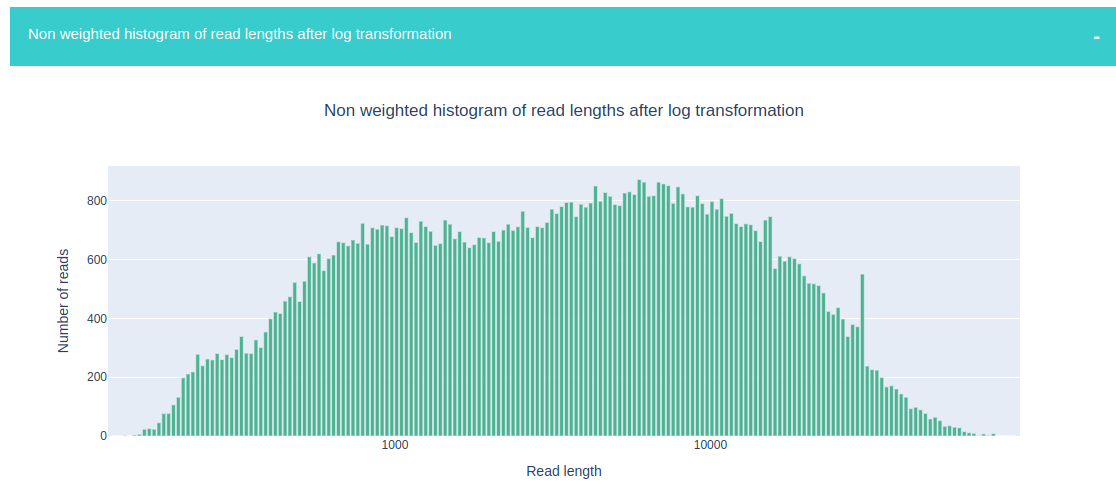 Non weighted histogram of read lengths after log transformation
-
Non weighted histogram of read lengths after log transformation
800
600
400
200
0
Number of reads
1000
10000
Read length